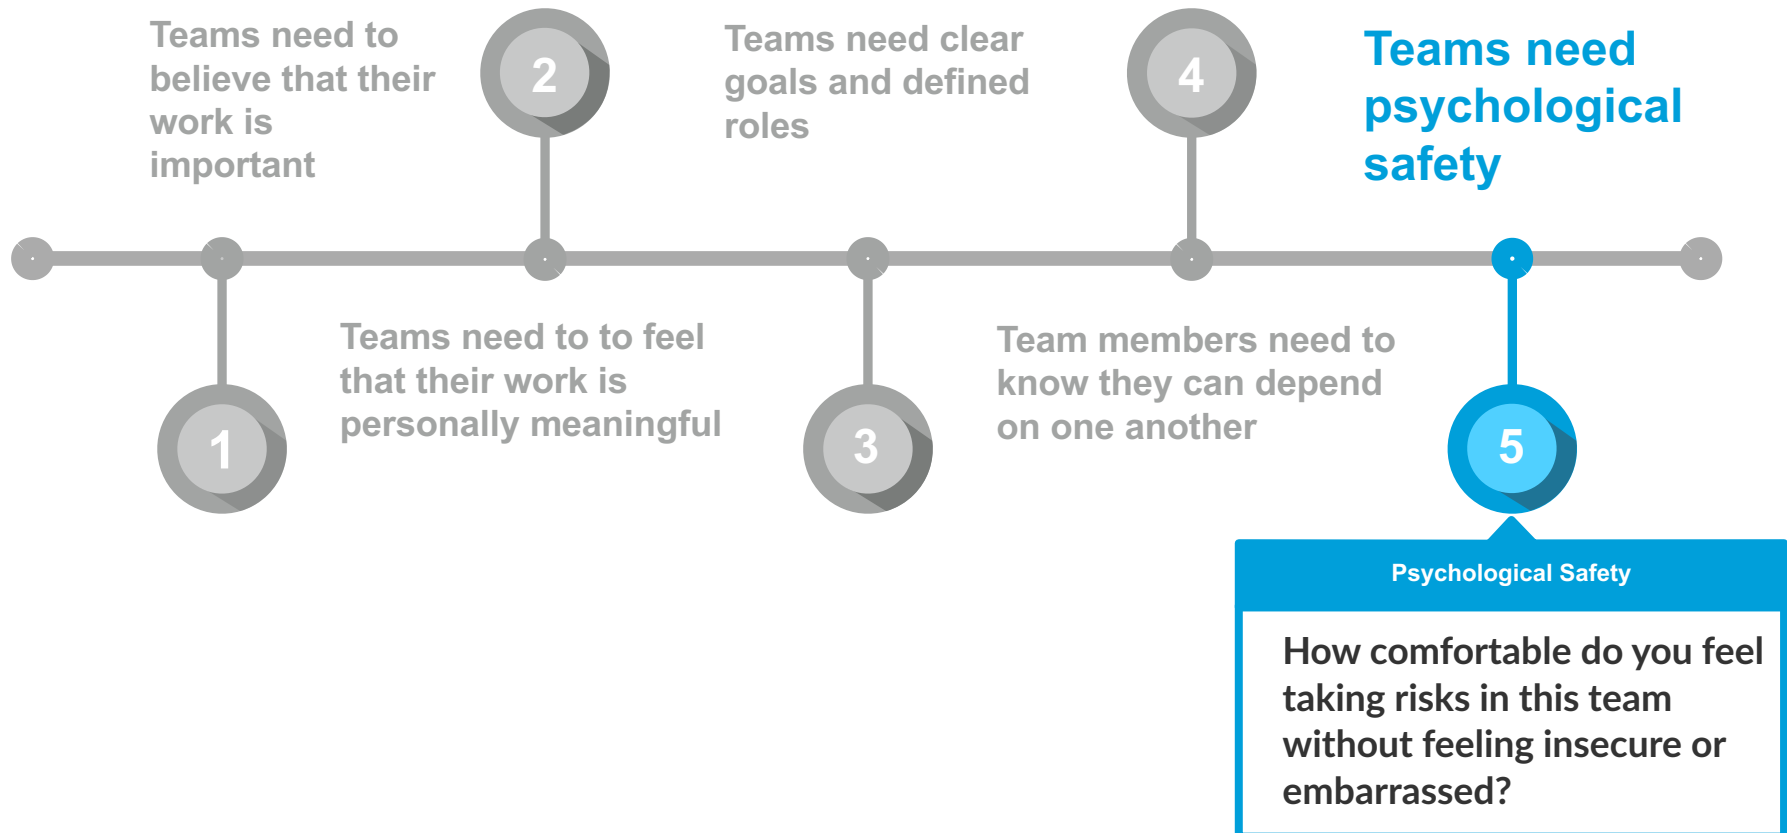 Teams need to
believe that their
work is
important
1
2
Teams need to to feel
that their work is
personally meaningful
Teams need clear
goals and defined
roles
3
4
Team members need to
know they can depend
on one another
Teams need
psychological
safety
5
Psychological Safety
How comfortable do you feel
taking risks in this team
without feeling insecure or
embarrassed?